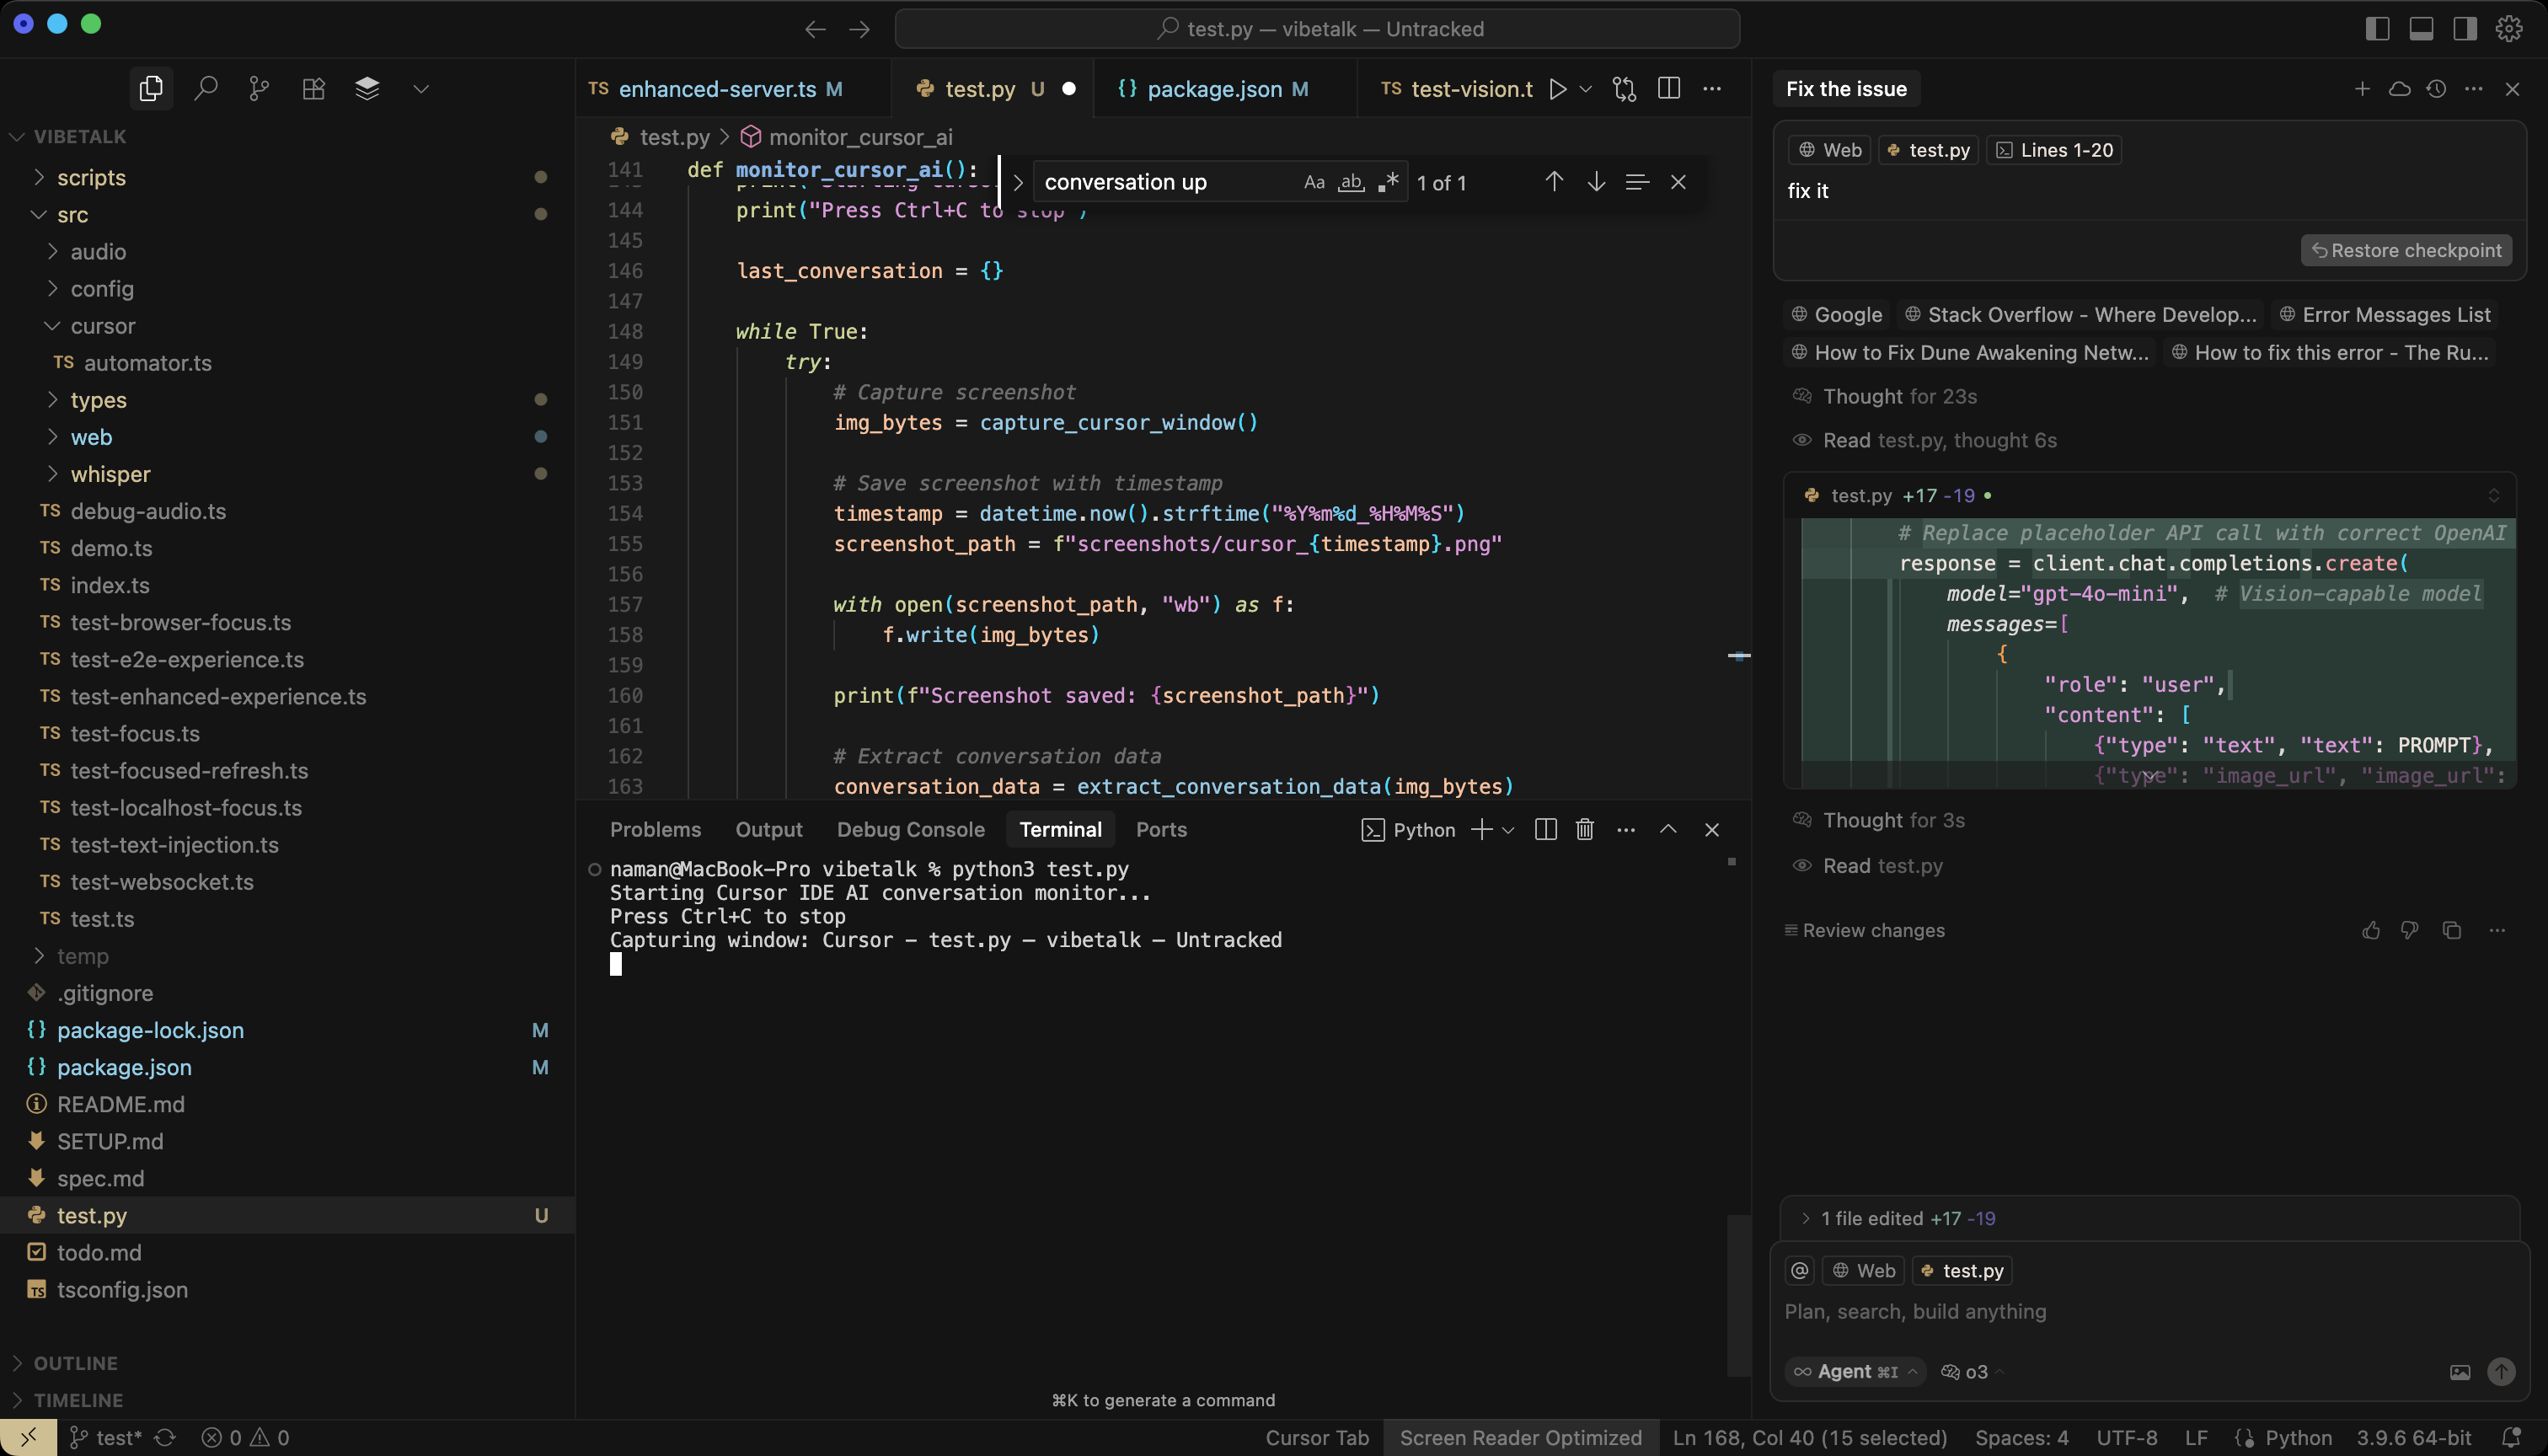 test.py — vibetalk — Untracked
VIBETALK
scripts
src
audio
config
cursor
TS automator.ts
types
web
whisper
TS debug-audio.ts
TS demo.ts
TS index.ts
TS test-browser-focus.ts
TS test-e2e-experience.ts
TS test-enhanced-experience.ts
TS test-focus.ts
TS test-focused-refresh.ts
TS test-localhost-focus.ts
TS test-text-injection.ts
TS test-websocket.ts
TS test.ts
temp
.gitignore
{} package-lock.json M
{} package.json M
README.md
SETUP.md
spec.md
test.py U
todo.md
TS tsconfig.json
OUTLINE
TIMELINE
TS enhanced-server.ts M
test.py U
{} package.json M
TS test-vision.t
test.py > monitor_cursor_ai
conversation up
Aa ab .* 1 of 1
141 def monitor_cursor_ai():
144 print("Press Ctrl+C to stop")
145
146 last_conversation = {}
147
148 while True:
149 try:
150 # Capture screenshot
151 img_bytes = capture_cursor_window()
152
153 # Save screenshot with timestamp
154 timestamp = datetime.now().strftime("%Y%m%d_%H%M%S")
155 screenshot_path = f"screenshots/cursor_{timestamp}.png"
156
157 with open(screenshot_path, "wb") as f:
158 f.write(img_bytes)
159
160 print(f"Screenshot saved: {screenshot_path}")
161
162 # Extract conversation data
163 conversation_data = extract_conversation_data(img_bytes)
Problems Output Debug Console Terminal Ports
Python
naman@MacBook-Pro vibetalk % python3 test.py
Starting Cursor IDE AI conversation monitor...
Press Ctrl+C to stop
Capturing window: Cursor — test.py — vibetalk — Untracked
⌘K to generate a command
Fix the issue
Web test.py Lines 1-20
fix it
Restore checkpoint
Google Stack Overflow - Where Develop... Error Messages List
How to Fix Dune Awakening Netw... How to fix this error - The Ru...
Thought for 23s
Read test.py, thought 6s
test.py +17 -19
# Replace placeholder API call with correct OpenAI
response = client.chat.completions.create(
model="gpt-4o-mini", # Vision-capable model
messages=[
{
"role": "user",
"content": [
{"type": "text", "text": PROMPT},
{"type": "image_url", "image_url":
Thought for 3s
Read test.py
Review changes
1 file edited +17 -19
@ Web test.py
Plan, search, build anything
Agent ⌘I o3
test* 0 0
Cursor Tab Screen Reader Optimized Ln 168, Col 40 (15 selected) Spaces: 4 UTF-8 LF {} Python 3.9.6 64-bit